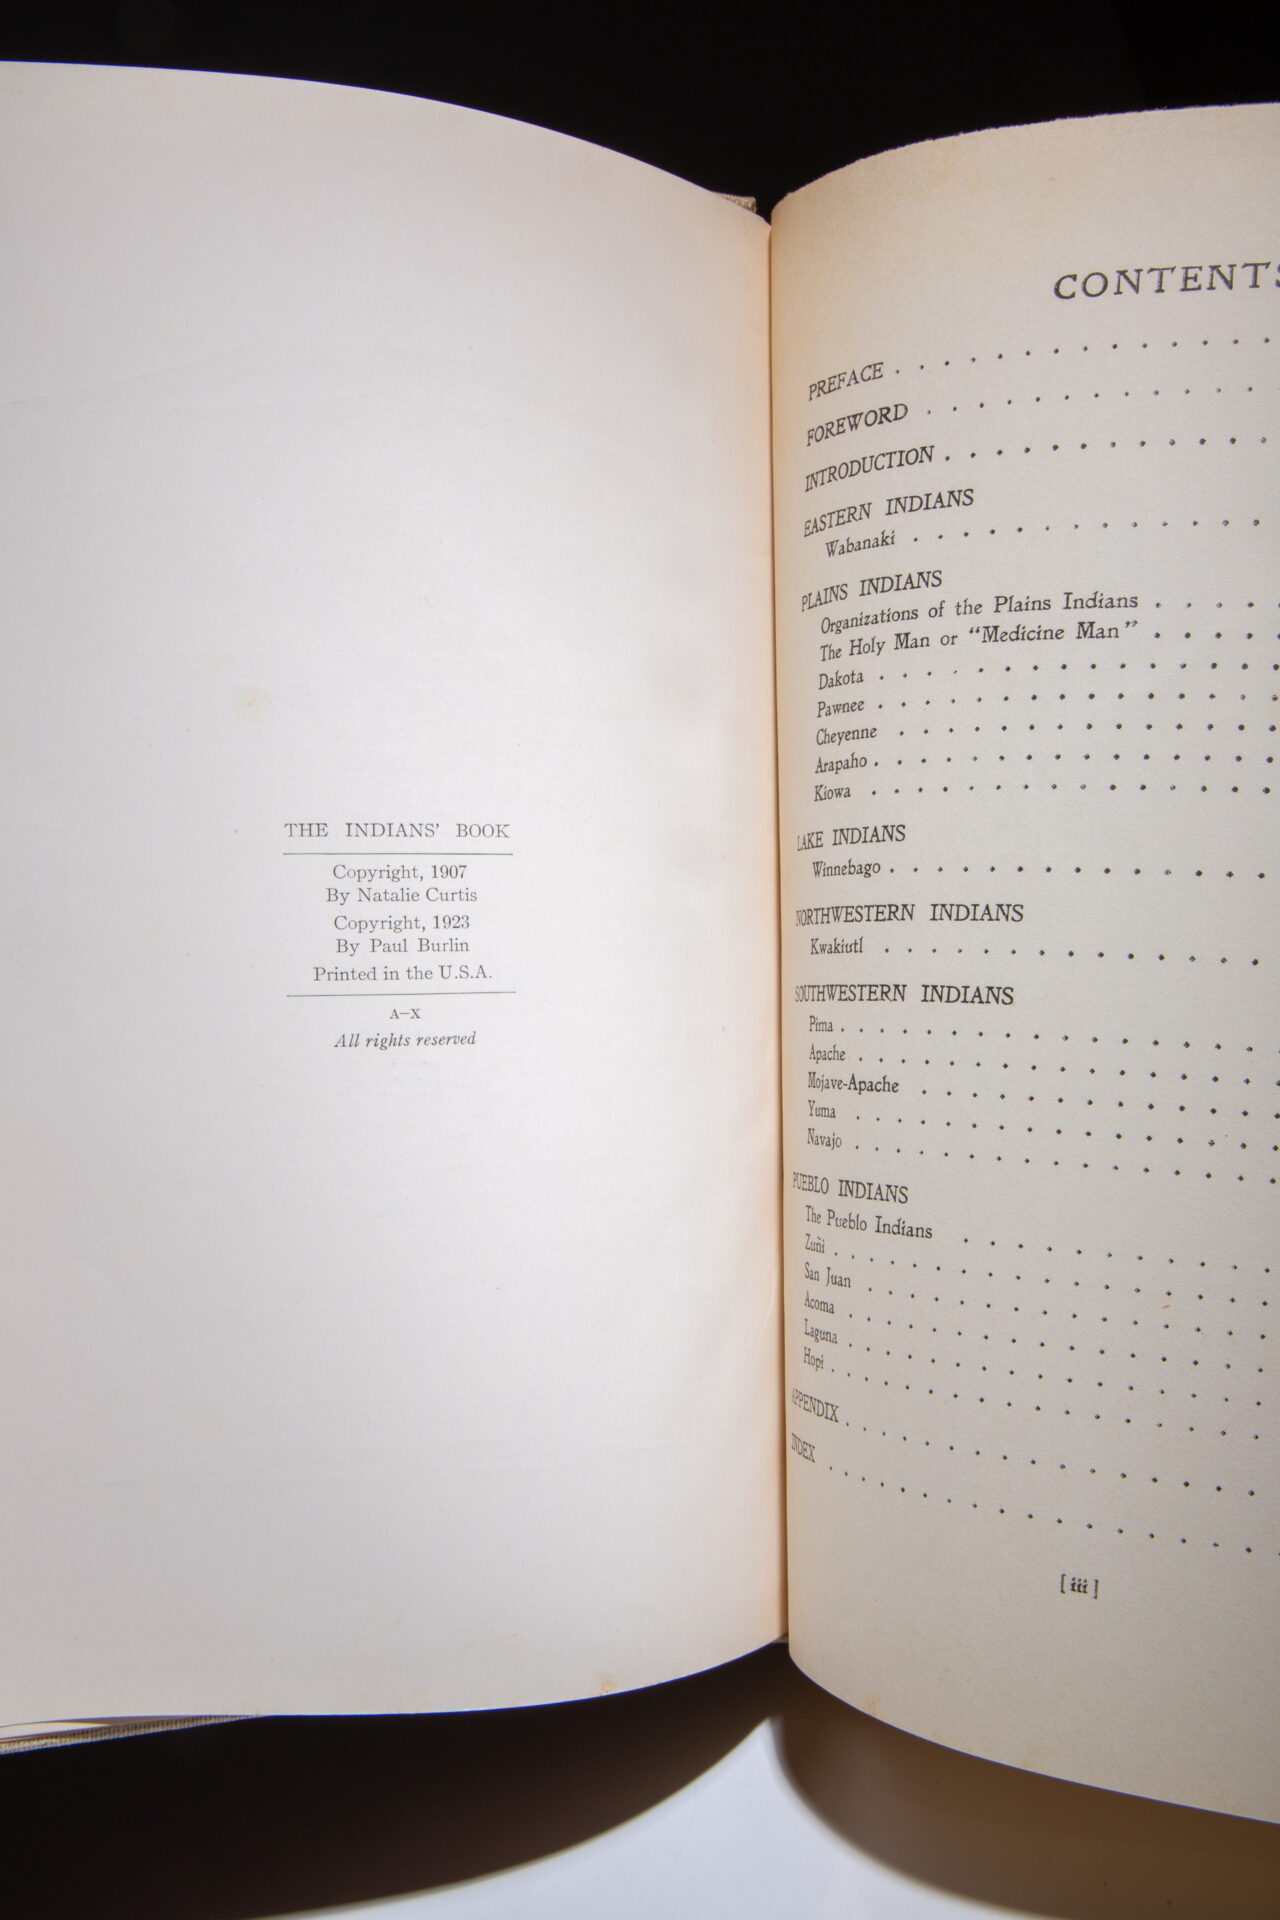 THE INDIANS' BOOK
Copyright, 1907
By Natalie Curtis
Copyright, 1923
By Paul Burlin
Printed in the U.S.A.
A–X
All rights reserved
CONTENTS
PREFACE
FOREWORD
INTRODUCTION
EASTERN INDIANS
Wabanaki
PLAINS INDIANS
Organizations of the Plains Indians
The Holy Man or "Medicine Man"
Dakota
Pawnee
Cheyenne
Arapaho
Kiowa
LAKE INDIANS
Winnebago
NORTHWESTERN INDIANS
Kwakiutl
SOUTHWESTERN INDIANS
Pima
Apache
Mojave-Apache
Yuma
Navajo
PUEBLO INDIANS
The Pueblo Indians
Zuñi
San Juan
Acoma
Laguna
Hopi
APPENDIX
INDEX
[ iii ]